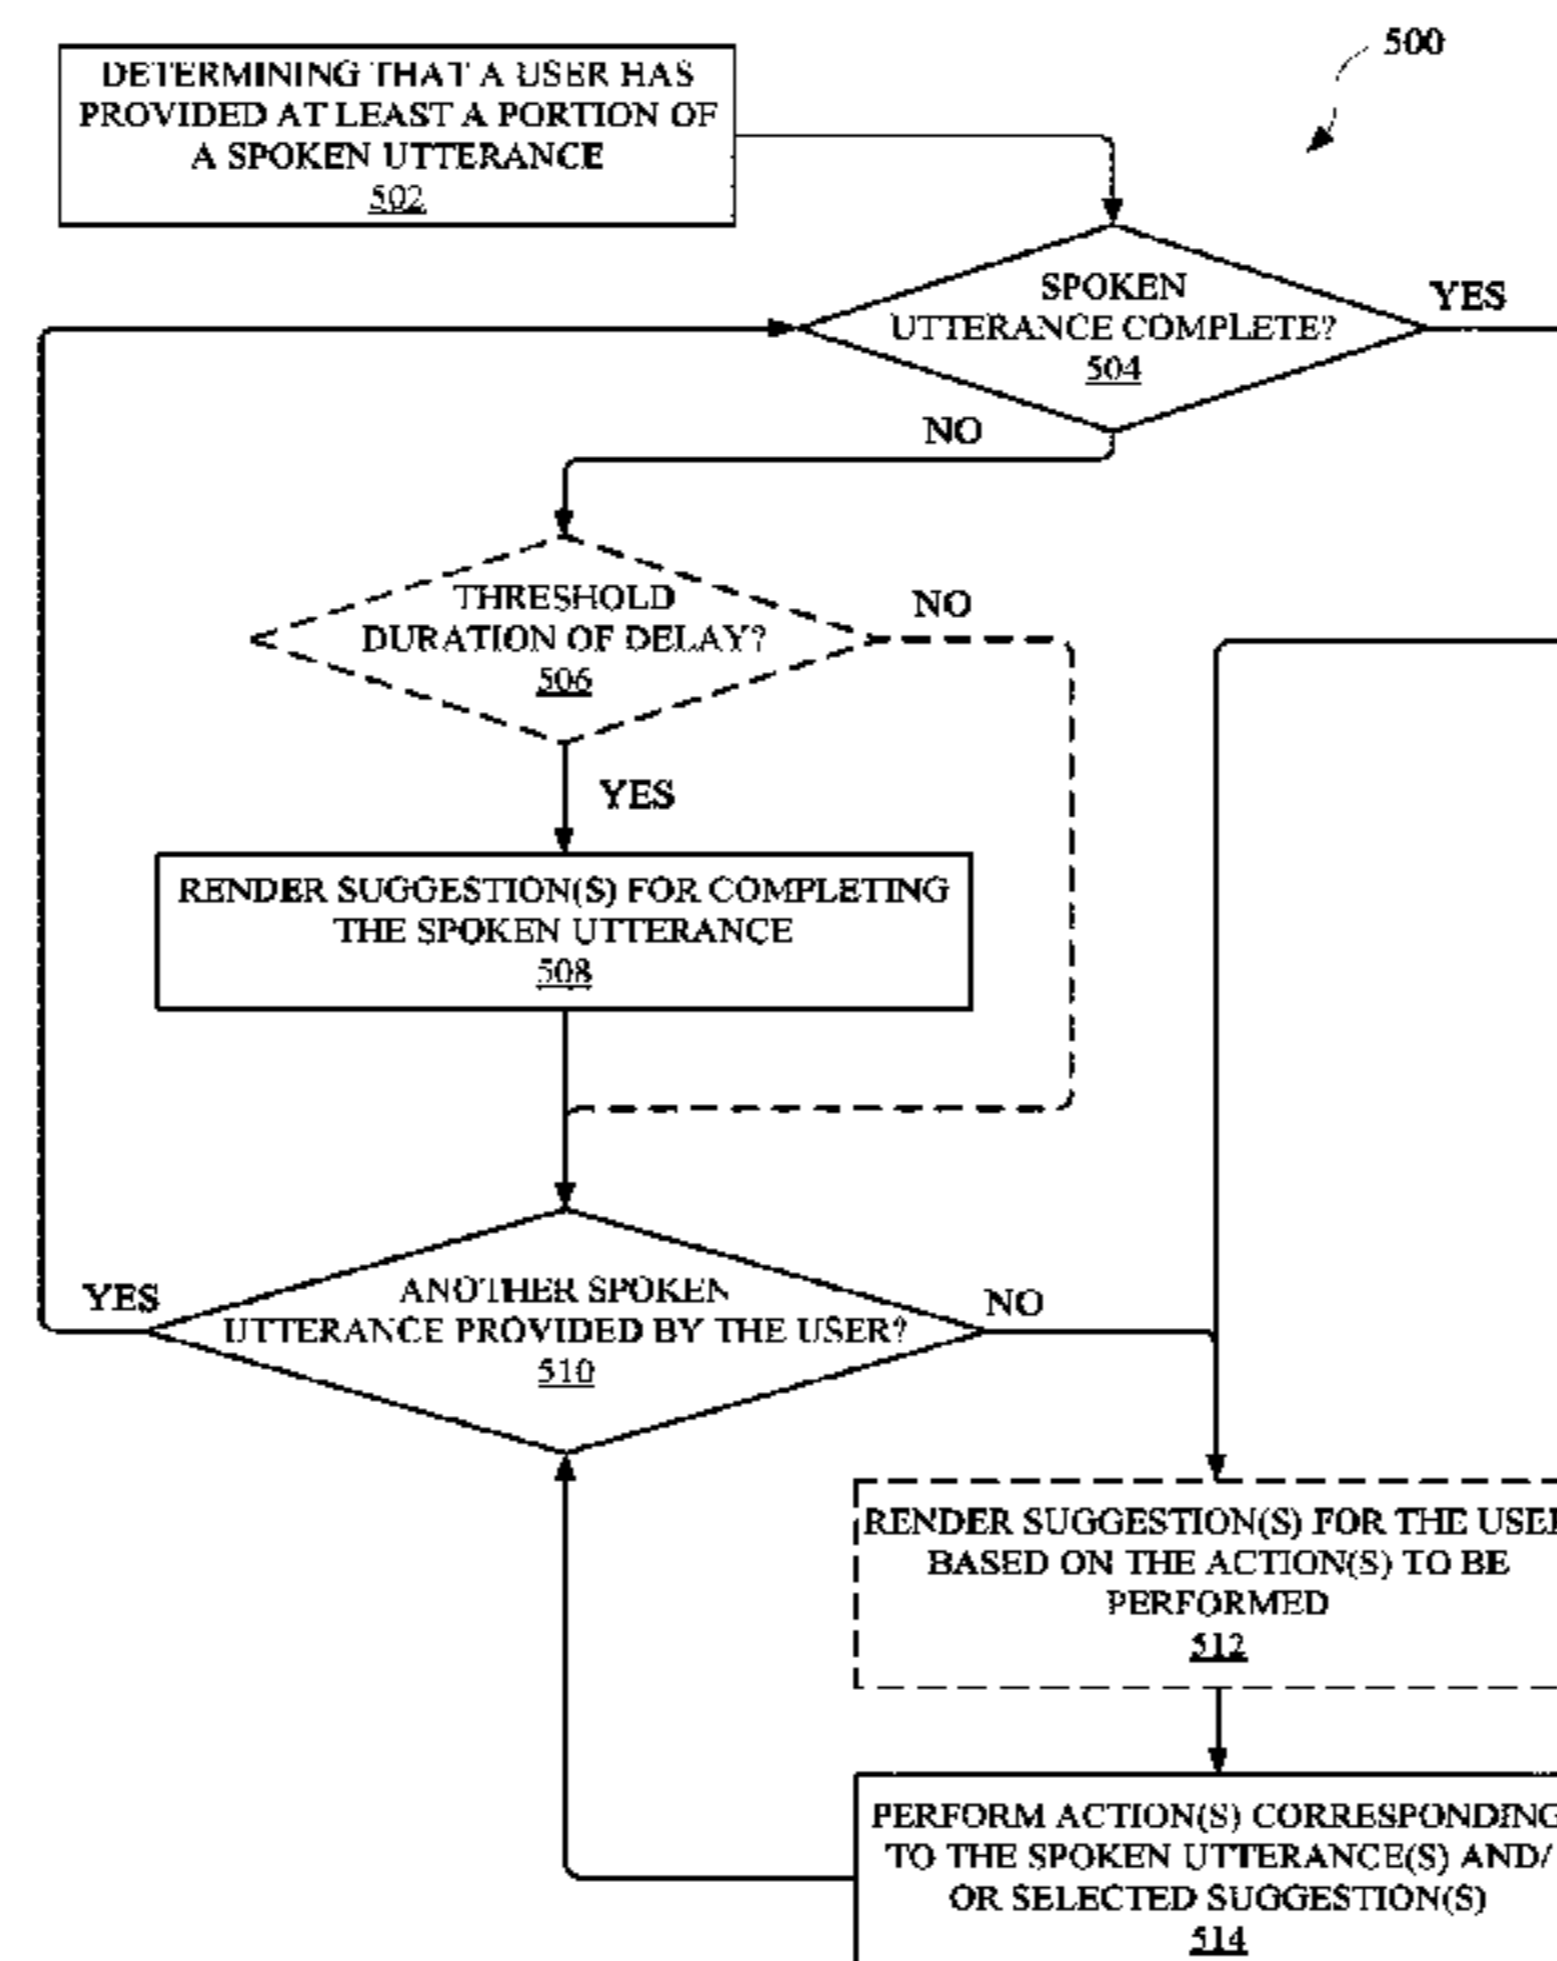 500
DETERMINING THAT A USER HAS
PROVIDED AT LEAST A PORTION OF
A SPOKEN UTTERANCE
502
SPOKEN
UTTERANCE COMPLETE?
504
YES
NO
THRESHOLD
DURATION OF DELAY?
506
NO
YES
RENDER SUGGESTION(S) FOR COMPLETING
THE SPOKEN UTTERANCE
508
ANOTHER SPOKEN
UTTERANCE PROVIDED BY THE USER?
510
YES
NO
RENDER SUGGESTION(S) FOR THE USER
BASED ON THE ACTION(S) TO BE
PERFORMED
512
PERFORM ACTION(S) CORRESPONDING
TO THE SPOKEN UTTERANCE(S) AND/
OR SELECTED SUGGESTION(S)
514